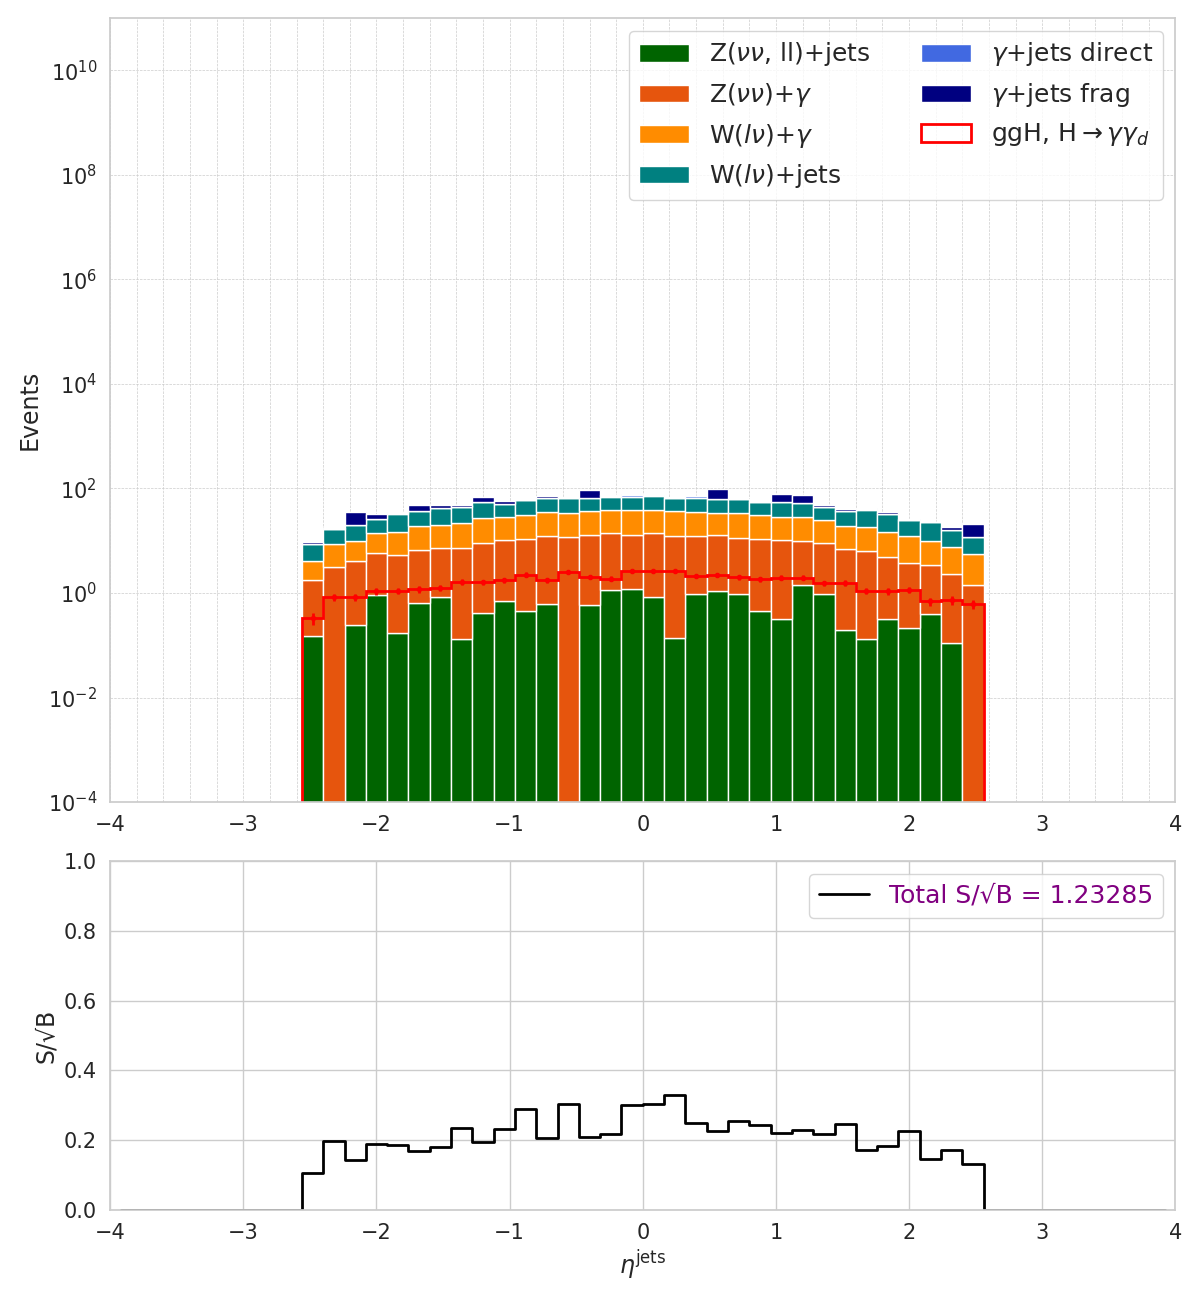 Z(νν, ll)+jets
Z(νν)+γ
W(lν)+γ
W(lν)+jets
γ+jets direct
γ+jets frag
ggH, H→γγ_d
Events
10^10
10^8
10^6
10^4
10^2
10^0
10^−2
10^−4
−4 −3 −2 −1 0 1 2 3 4
Total S/√B = 1.23285
S/√B
1.0
0.8
0.6
0.4
0.2
0.0
−4 −3 −2 −1 0 1 2 3 4
η^jets